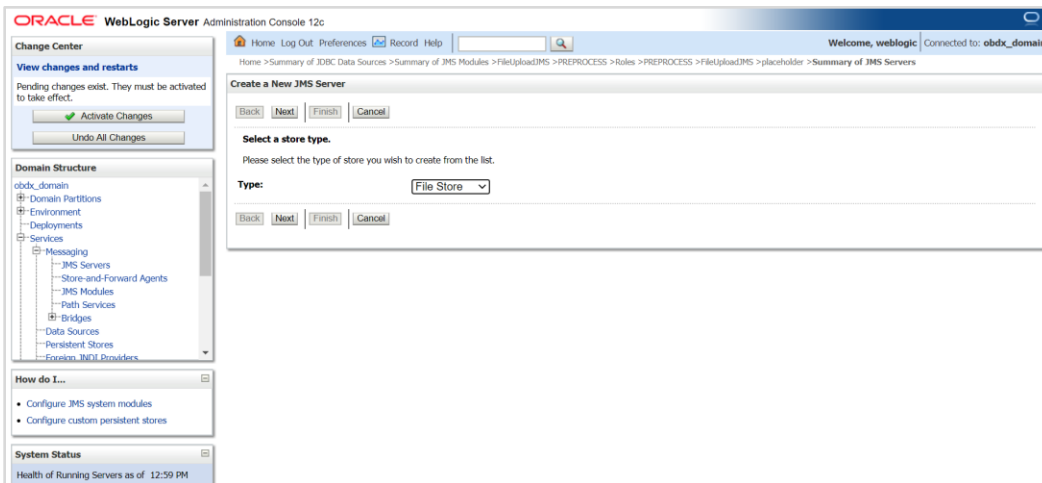 ORACLE WebLogic Server Administration Console 12c
Change Center
View changes and restarts
Pending changes exist. They must be activated
to take effect.
Activate Changes
Undo All Changes
Domain Structure
obdx_domain
Domain Partitions
Environment
Deployments
Services
Messaging
JMS Servers
Store-and-Forward Agents
JMS Modules
Path Services
Bridges
Data Sources
Persistent Stores
Foreign JNDI Providers
How do I...
Configure JMS system modules
Configure custom persistent stores
System Status
Health of Running Servers as of 12:59 PM
Home Log Out Preferences Record Help
Welcome, weblogic Connected to: obdx_domain
Home >Summary of JDBC Data Sources >Summary of JMS Modules >FileUploadJMS >PREPROCESS >Roles >PREPROCESS >FileUploadJMS >placeholder >Summary of JMS Servers
Create a New JMS Server
Back Next Finish Cancel
Select a store type.
Please select the type of store you wish to create from the list.
Type: File Store
Back Next Finish Cancel